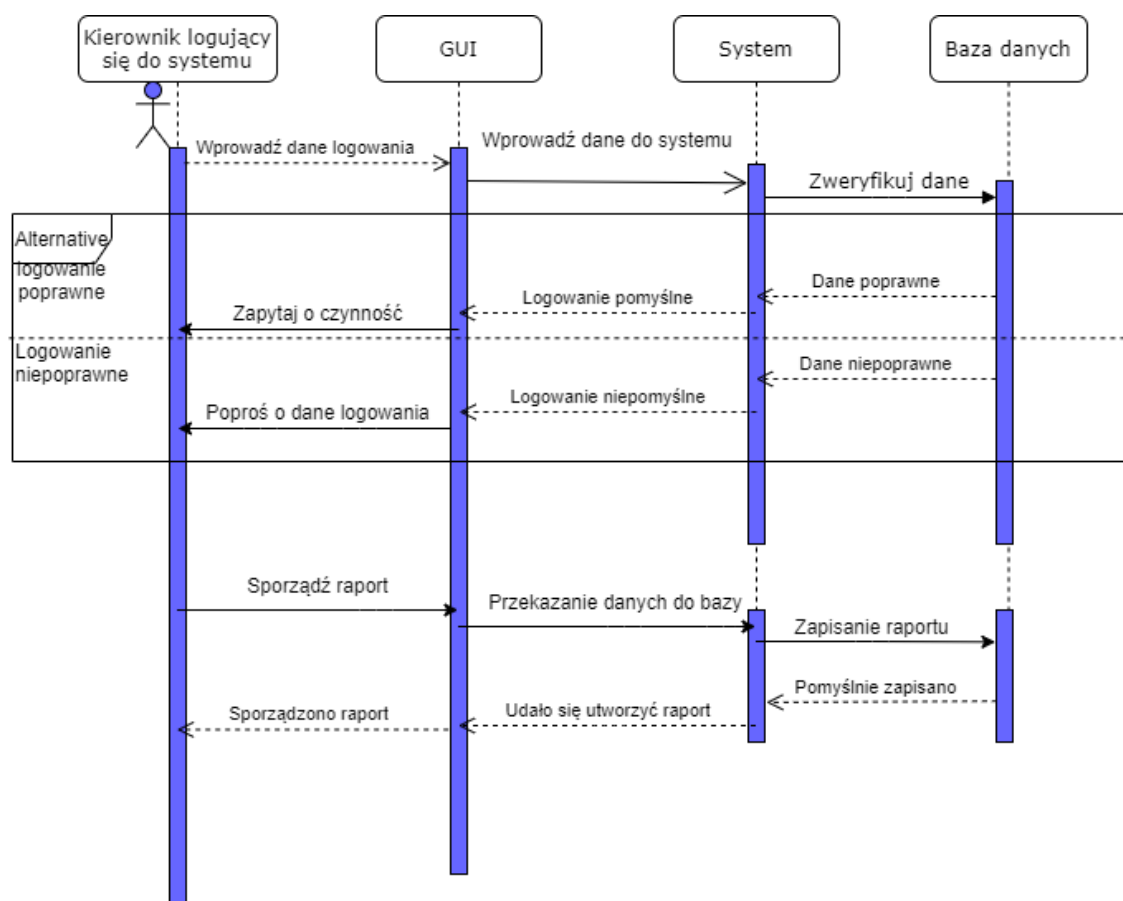 Kierownik logujący
się do systemu
GUI
System
Baza danych
Wprowadź dane logowania
Wprowadź dane do systemu
Zweryfikuj dane
Alternative
logowanie
poprawne
Dane poprawne
Logowanie pomyślne
Zapytaj o czynność
Logowanie
niepoprawne
Dane niepoprawne
Logowanie niepomyślne
Poproś o dane logowania
Sporządź raport
Przekazanie danych do bazy
Zapisanie raportu
Pomyślnie zapisano
Udało się utworzyć raport
Sporządzono raport